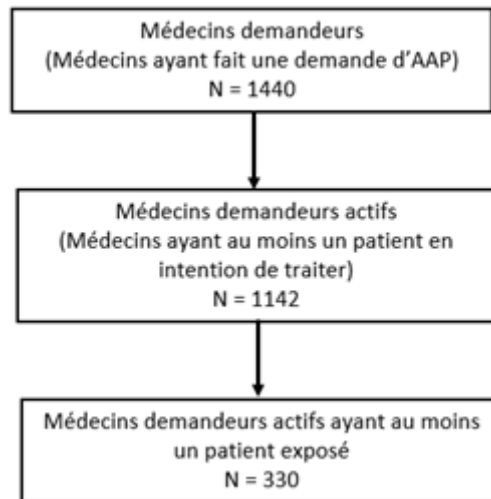 Médecins demandeurs
(Médecins ayant fait une demande d'AAP)
N = 1440
Médecins demandeurs actifs
(Médecins ayant au moins un patient en
intention de traiter)
N = 1142
Médecins demandeurs actifs ayant au moins
un patient exposé
N = 330